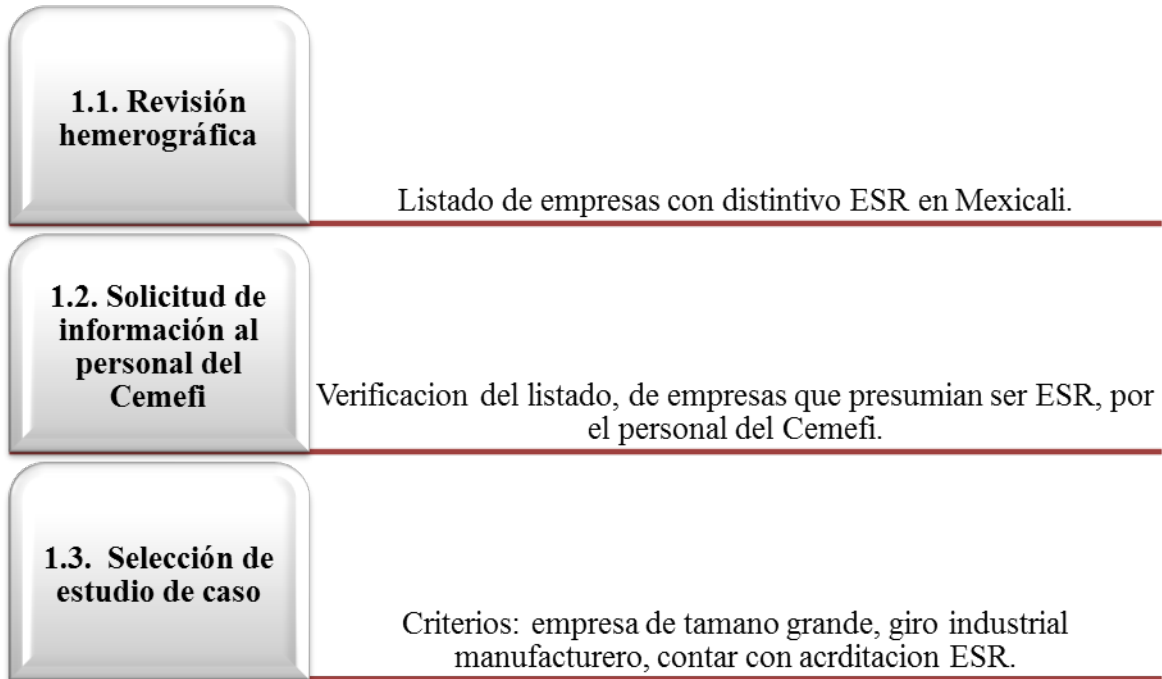 1.1. Revisión
hemerográfica
Listado de empresas con distintivo ESR en Mexicali.
1.2. Solicitud de
información al
personal del
Cemefi
Verificacion del listado, de empresas que presumian ser ESR, por
el personal del Cemefi.
1.3. Selección de
estudio de caso
Criterios: empresa de tamano grande, giro industrial
manufacturero, contar con acrditacion ESR.